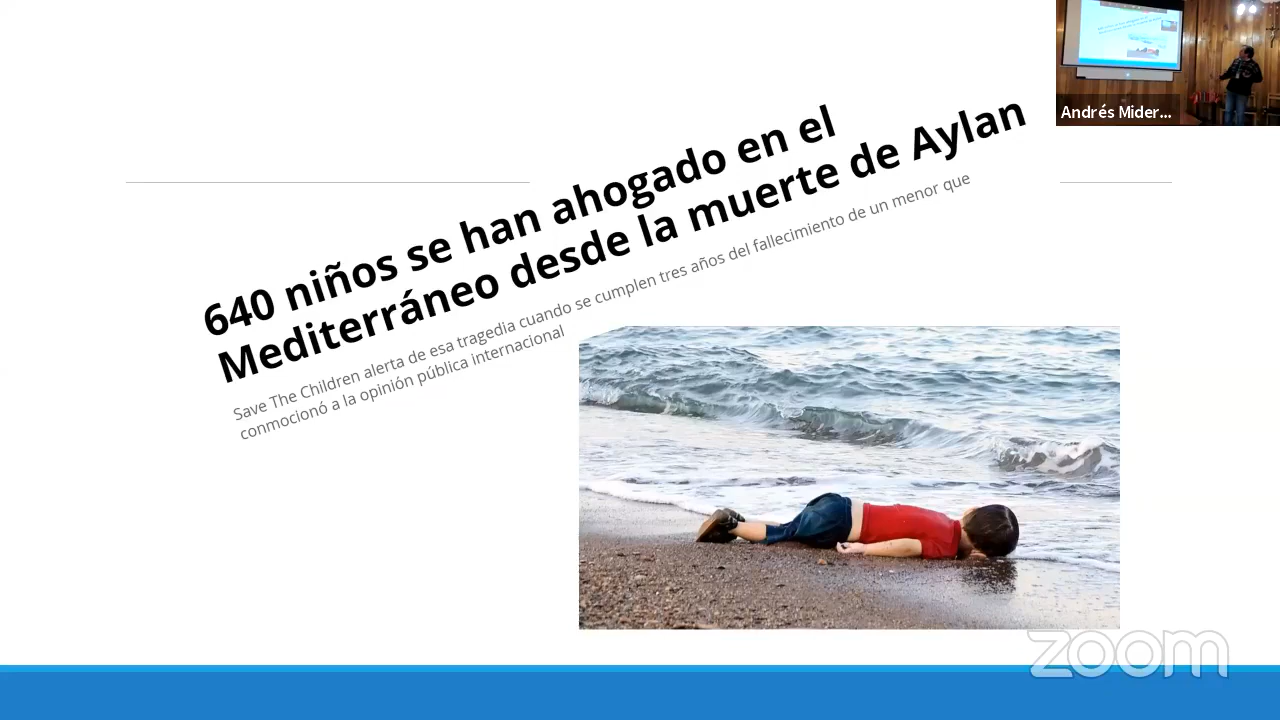 640 niños se han ahogado en el
Mediterráneo desde la muerte de Aylan
Save The Children alerta de esa tragedia cuando se cumplen tres años del fallecimiento de un menor que
conmocionó a la opinión pública internacional
Andrés Mider...
zoom